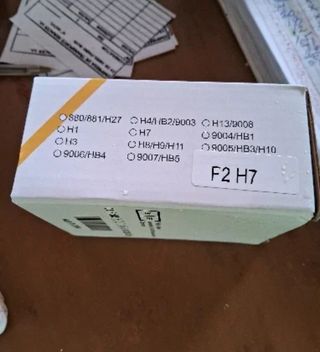 880/881/H27 H4/HB2/9003 H13/9008
H1 H7 9004/HB1
H3 H8/H9/H11 9005/HB3/H10
9006/HB4 9007/HB5
F2 H7